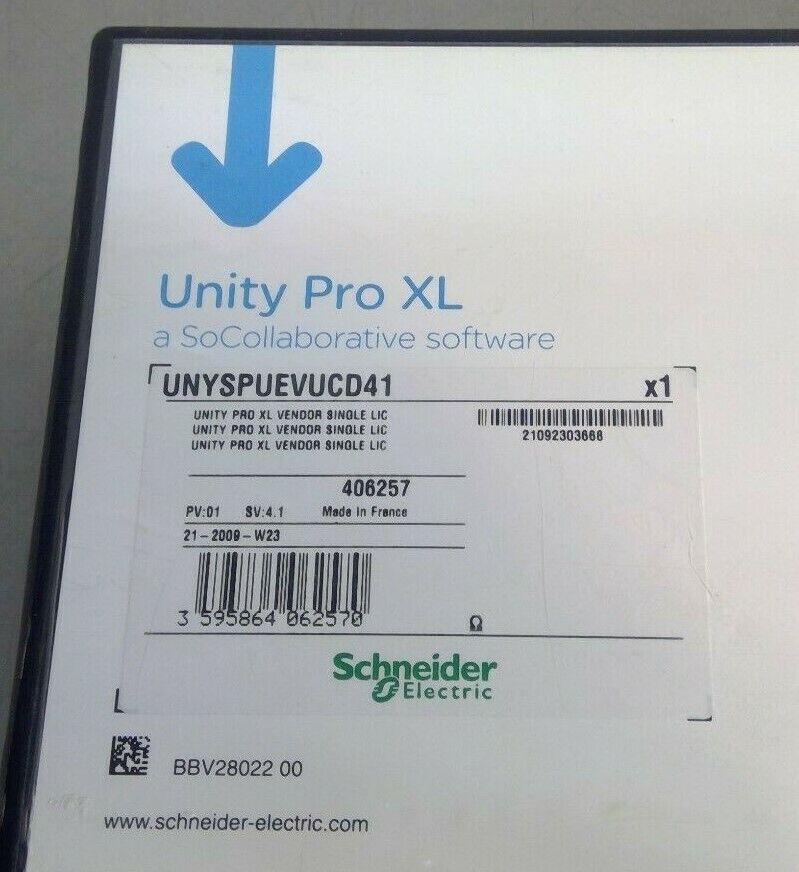 Unity Pro XL
a SoCollaborative software
UNYSPUEVUCD41 x1
UNITY PRO XL VENDOR SINGLE LIC
UNITY PRO XL VENDOR SINGLE LIC
UNITY PRO XL VENDOR SINGLE LIC
21092303668
406257
PV:01 SV:4.1 Made in France
21-2009-W23
3 595864 062570
Ω
Schneider
Electric
BBV28022 00
www.schneider-electric.com